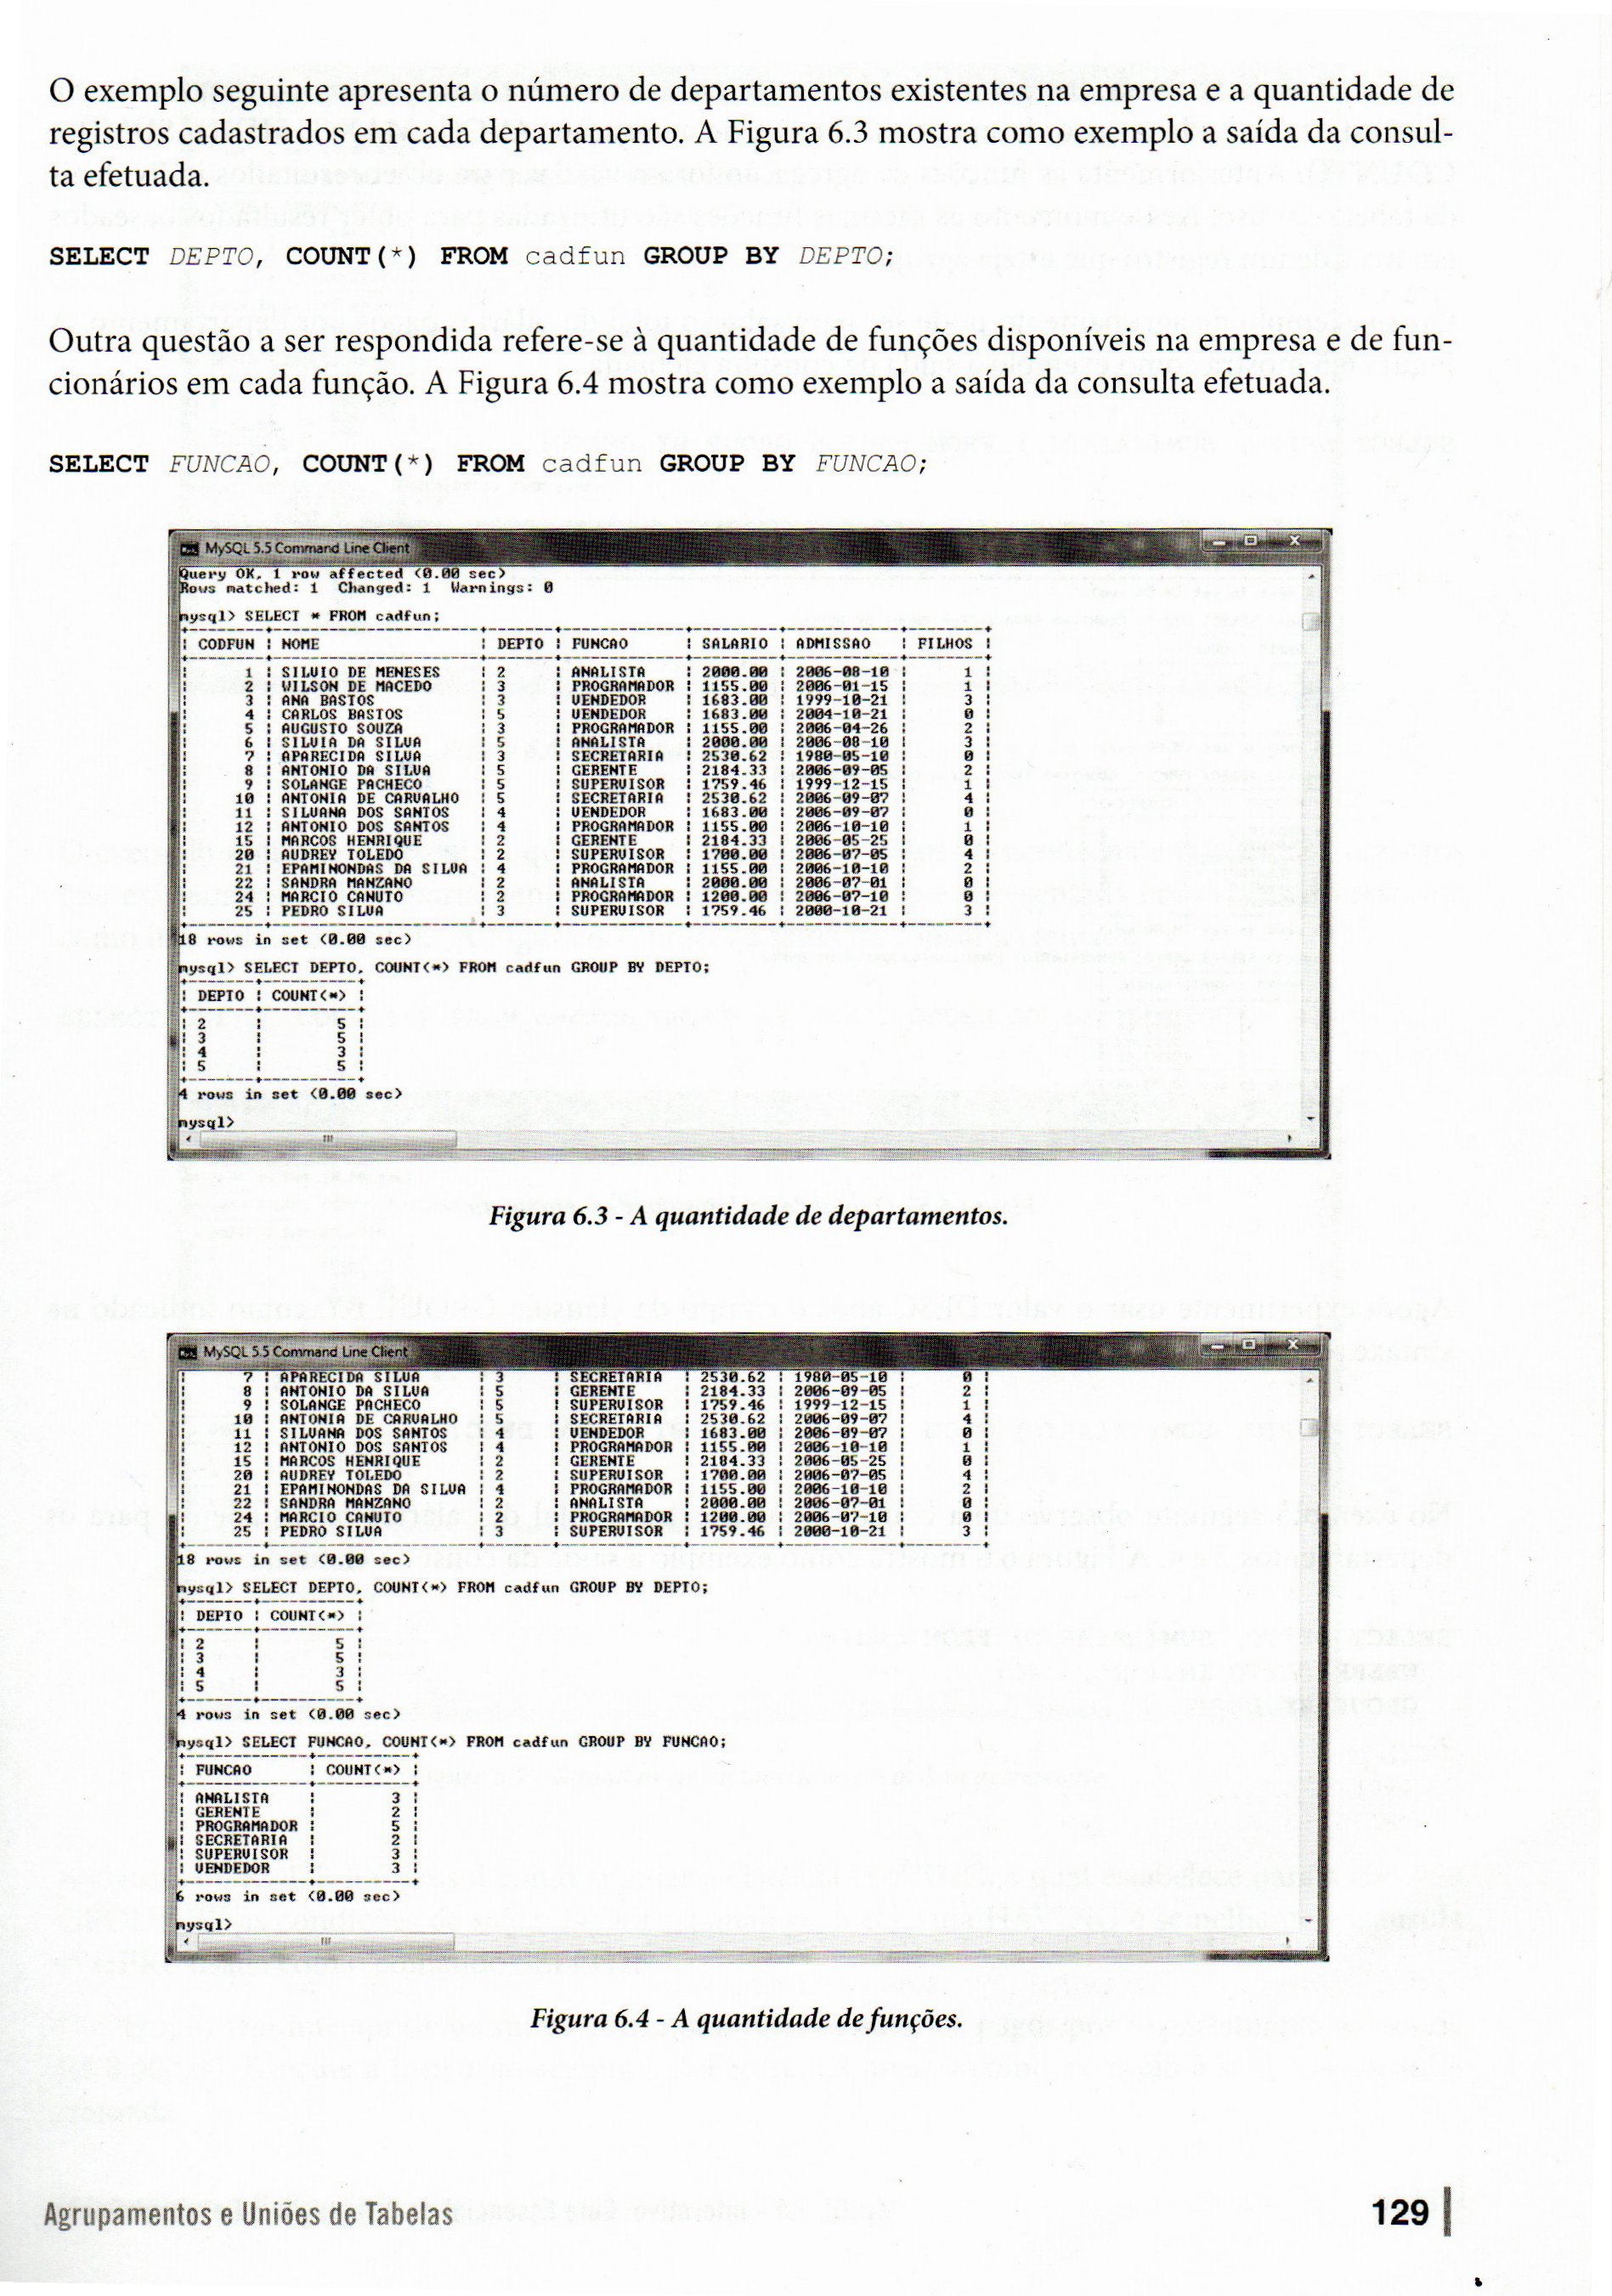 O exemplo seguinte apresenta o número de departamentos existentes na empresa e a quantidade de
registros cadastrados em cada departamento. A Figura 6.3 mostra como exemplo a saída da consul-
ta efetuada.
SELECT DEPTO, COUNT(*) FROM cadfun GROUP BY DEPTO;
Outra questão a ser respondida refere-se à quantidade de funções disponíveis na empresa e de fun-
cionários em cada função. A Figura 6.4 mostra como exemplo a saída da consulta efetuada.
SELECT FUNCAO, COUNT(*) FROM cadfun GROUP BY FUNCAO;
MySQL 5.5 Command Line Client
Query OK, 1 row affected (0.00 sec)
Rows matched: 1 Changed: 1 Warnings: 0
mysql> SELECT * FROM cadfun;
| CODFUN | NOME | DEPTO | FUNCAO | SALARIO | ADMISSAO | FILHOS |
| 1 | SILVIO DE MENESES | 2 | ANALISTA | 2000.00 | 2006-08-10 | 1 |
| 2 | WILSON DE MACEDO | 3 | PROGRAMADOR | 1155.00 | 2006-01-15 | 1 |
| 3 | ANA BASTOS | 3 | VENDEDOR | 1683.00 | 1999-10-21 | 3 |
| 4 | CARLOS BASTOS | 5 | VENDEDOR | 1683.00 | 2004-10-21 | 0 |
| 5 | AUGUSTO SOUZA | 3 | PROGRAMADOR | 1155.00 | 2006-04-26 | 2 |
| 6 | SILVIA DA SILVA | 5 | ANALISTA | 2000.00 | 2006-08-10 | 3 |
| 7 | APARECIDA SILVA | 3 | SECRETARIA | 2530.62 | 1980-05-10 | 0 |
| 8 | ANTONIO DA SILVA | 5 | GERENTE | 2184.33 | 2006-09-05 | 2 |
| 9 | SOLANGE PACHECO | 5 | SUPERVISOR | 1759.46 | 1999-12-15 | 1 |
| 10 | ANTONIA DE CARVALHO | 5 | SECRETARIA | 2530.62 | 2006-09-07 | 4 |
| 11 | SILVANA DOS SANTOS | 4 | VENDEDOR | 1683.00 | 2006-09-07 | 0 |
| 12 | ANTONIO DOS SANTOS | 4 | PROGRAMADOR | 1155.00 | 2006-10-10 | 1 |
| 15 | MARCOS HENRIQUE | 2 | GERENTE | 2184.33 | 2006-05-25 | 0 |
| 20 | AUDREY TOLEDO | 2 | SUPERVISOR | 1700.00 | 2006-07-05 | 4 |
| 21 | EPAMINONDAS DA SILVA | 4 | PROGRAMADOR | 1155.00 | 2006-10-10 | 2 |
| 22 | SANDRA MANZANO | 2 | ANALISTA | 2000.00 | 2006-07-01 | 0 |
| 24 | MARCIO CANUTO | 2 | PROGRAMADOR | 1200.00 | 2006-07-10 | 0 |
| 25 | PEDRO SILVA | 3 | SUPERVISOR | 1759.46 | 2000-10-21 | 3 |
18 rows in set (0.00 sec)
mysql> SELECT DEPTO, COUNT(*) FROM cadfun GROUP BY DEPTO;
| DEPTO | COUNT(*) |
| 2 | 5 |
| 3 | 5 |
| 4 | 3 |
| 5 | 5 |
4 rows in set (0.00 sec)
mysql>
Figura 6.3 - A quantidade de departamentos.
MySQL 5.5 Command Line Client
| 7 | APARECIDA SILVA | 3 | SECRETARIA | 2530.62 | 1980-05-10 | 0 |
| 8 | ANTONIO DA SILVA | 5 | GERENTE | 2184.33 | 2006-09-05 | 2 |
| 9 | SOLANGE PACHECO | 5 | SUPERVISOR | 1759.46 | 1999-12-15 | 1 |
| 10 | ANTONIA DE CARVALHO | 5 | SECRETARIA | 2530.62 | 2006-09-07 | 4 |
| 11 | SILVANA DOS SANTOS | 4 | VENDEDOR | 1683.00 | 2006-09-07 | 0 |
| 12 | ANTONIO DOS SANTOS | 4 | PROGRAMADOR | 1155.00 | 2006-10-10 | 1 |
| 15 | MARCOS HENRIQUE | 2 | GERENTE | 2184.33 | 2006-05-25 | 0 |
| 20 | AUDREY TOLEDO | 2 | SUPERVISOR | 1700.00 | 2006-07-05 | 4 |
| 21 | EPAMINONDAS DA SILVA | 4 | PROGRAMADOR | 1155.00 | 2006-10-10 | 2 |
| 22 | SANDRA MANZANO | 2 | ANALISTA | 2000.00 | 2006-07-01 | 0 |
| 24 | MARCIO CANUTO | 2 | PROGRAMADOR | 1200.00 | 2006-07-10 | 0 |
| 25 | PEDRO SILVA | 3 | SUPERVISOR | 1759.46 | 2000-10-21 | 3 |
18 rows in set (0.00 sec)
mysql> SELECT DEPTO, COUNT(*) FROM cadfun GROUP BY DEPTO;
| DEPTO | COUNT(*) |
| 2 | 5 |
| 3 | 5 |
| 4 | 3 |
| 5 | 5 |
4 rows in set (0.00 sec)
mysql> SELECT FUNCAO, COUNT(*) FROM cadfun GROUP BY FUNCAO;
| FUNCAO | COUNT(*) |
| ANALISTA | 3 |
| GERENTE | 2 |
| PROGRAMADOR | 5 |
| SECRETARIA | 2 |
| SUPERVISOR | 3 |
| VENDEDOR | 3 |
6 rows in set (0.00 sec)
mysql>
Figura 6.4 - A quantidade de funções.
Agrupamentos e Uniões de Tabelas 129